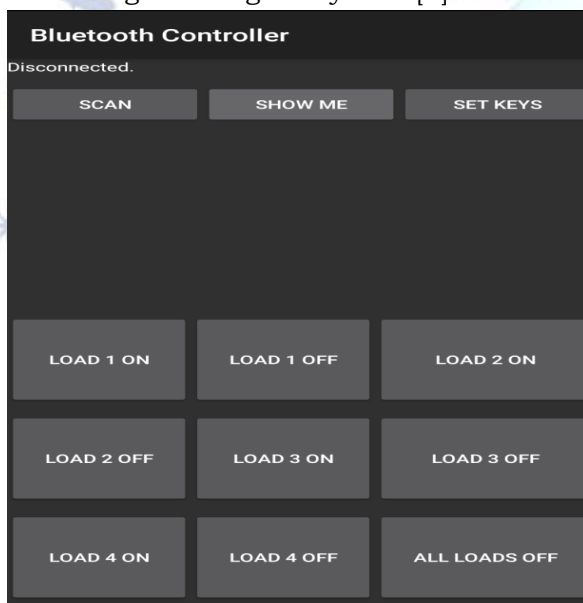 Bluetooth Controller
Disconnected.
SCAN SHOW ME SET KEYS
LOAD 1 ON LOAD 1 OFF LOAD 2 ON
LOAD 2 OFF LOAD 3 ON LOAD 3 OFF
LOAD 4 ON LOAD 4 OFF ALL LOADS OFF